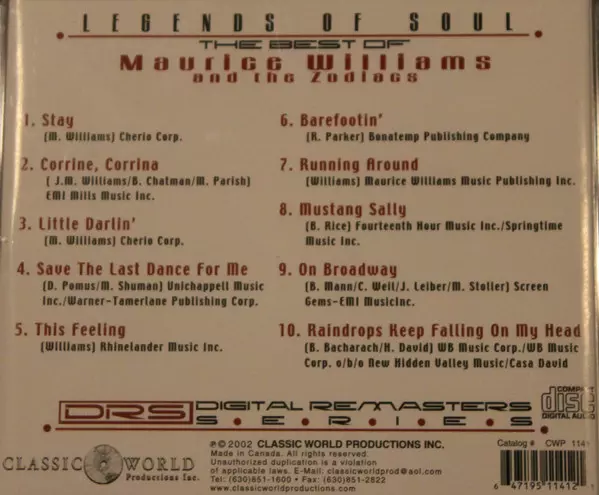 LEGENDS OF SOUL
THE BEST OF
Maurice Williams
and the Zodiacs
1. Stay
(M. Williams) Cherio Corp.
2. Corrine, Corrina
( J.M. Williams/B. Chatman/M. Parish)
EMI Mills Music Inc.
3. Little Darlin'
(M. Williams) Cherio Corp.
4. Save The Last Dance For Me
(D. Pomus/M. Shuman) Unichappell Music
Inc./Warner-Tamerlane Publishing Corp.
5. This Feeling
(Williams) Rhinelander Music Inc.
6. Barefootin'
(R. Parker) Bonatemp Publishing Company
7. Running Around
(Williams) Maurice Williams Music Publishing Inc.
8. Mustang Sally
(B. Rice) Fourteenth Hour Music Inc./Springtime
Music Inc.
9. On Broadway
(B. Mann/C. Weil/J. Leiber/M. Stoller) Screen
Gems-EMI MusicInc.
10. Raindrops Keep Falling On My Head
(B. Bacharach/H. David) WB Music Corp./WB Music
Corp. o/b/o New Hidden Valley Music/Casa David
DRS DIGITAL REMASTERS
S.E.R.I.E.S
COMPACT
disc
DIGITAL AUDIO
CLASSIC WORLD
Productions Inc.
℗ © 2002 CLASSIC WORLD PRODUCTIONS INC.
Made in Canada. All rights reserved.
Unauthorized duplication is a violation
of applicable laws. E-Mail: classicworldprod@aol.com
Tel: (630)851-1600 • Fax: (630)851-2822
www.classicworldproductions.com
Catalog # CWP 1141
6 47195 11412